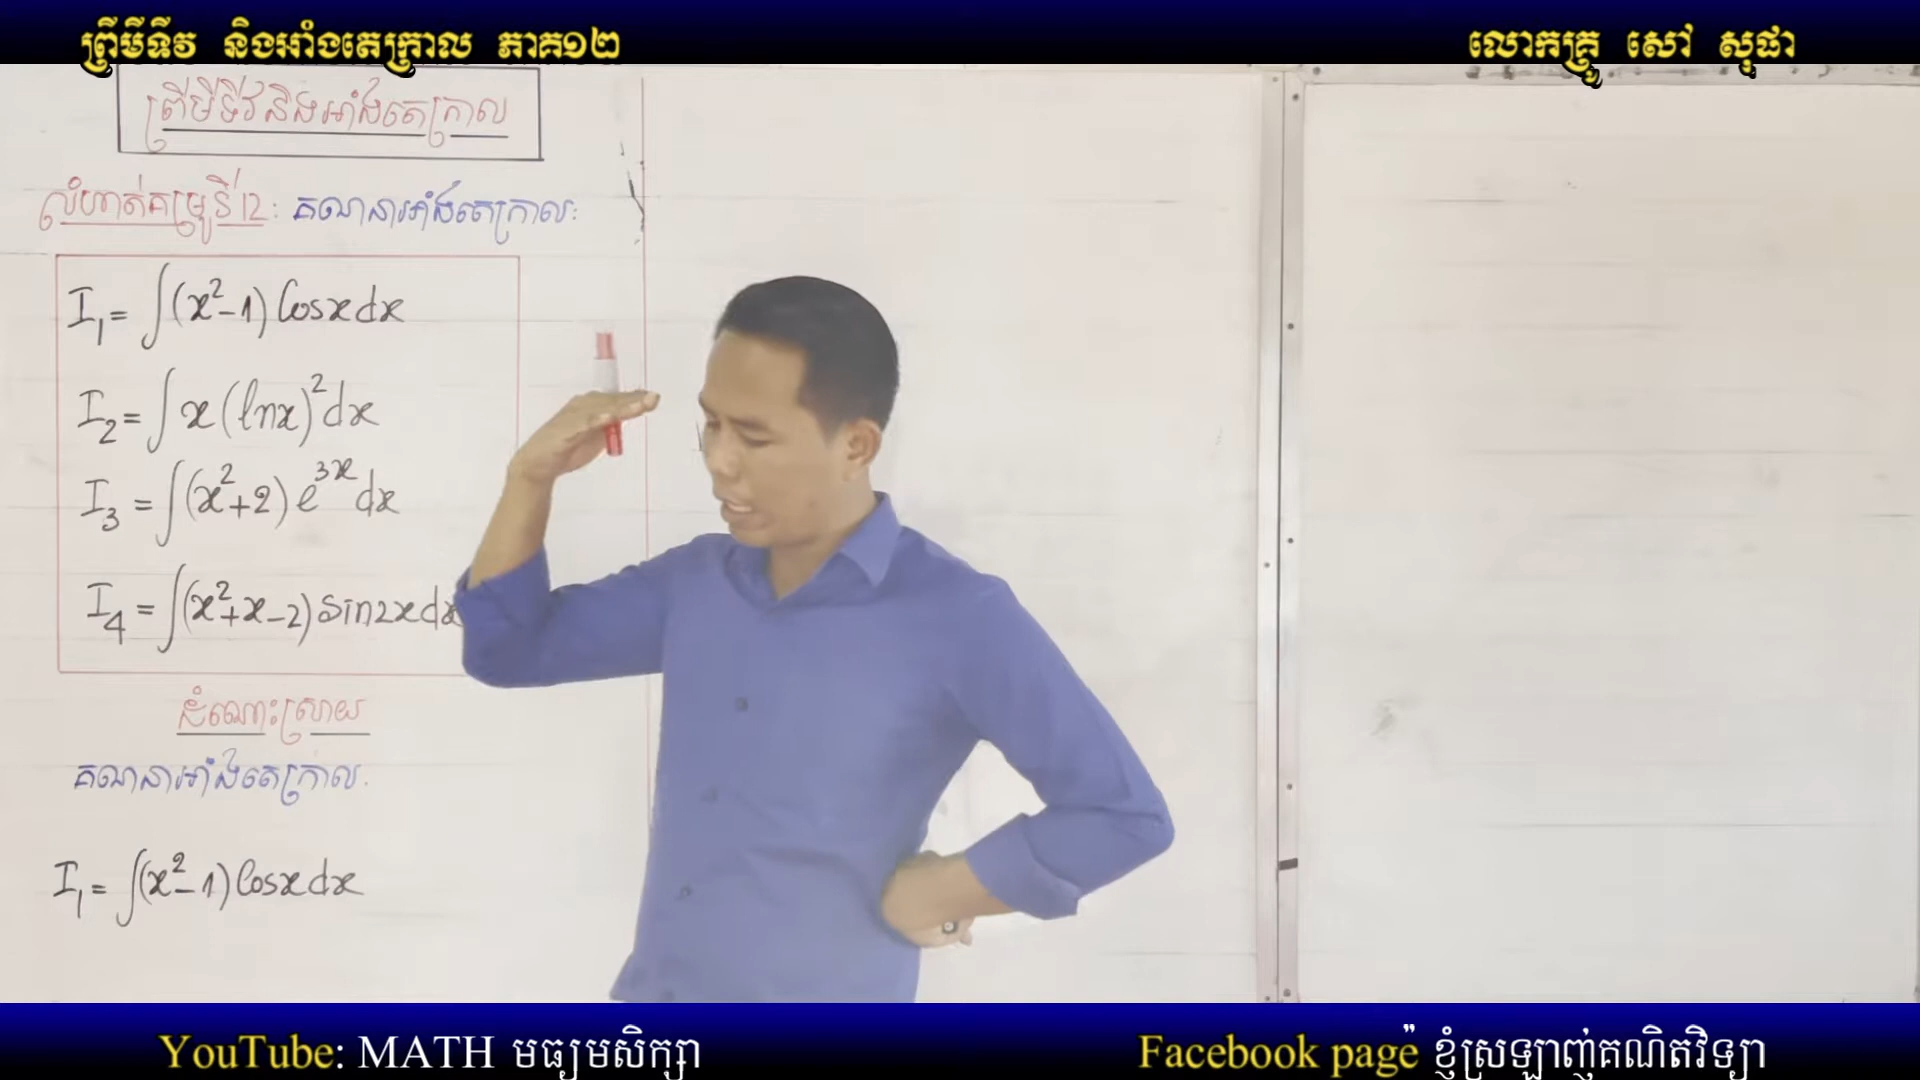 ព្រីមីទីវ និងអាំងតេក្រាល ភាគ១២
លោកគ្រូ សៅ សុផា
ព្រីមីទីវនិងអាំងតេក្រាល
លំហាត់គម្រូទី12: គណនាអាំងតេក្រាល:
I₁ = ∫(x²-1) Cosx dx
I₂ = ∫ x (lnx)² dx
I₃ = ∫(x²+2) e³ˣ dx
I₄ = ∫(x²+x-2) sin2x dx
ដំណោះស្រាយ
គណនាអាំងតេក្រាល:
I₁ = ∫(x²-1) Cosx dx
YouTube: MATH មធ្យមសិក្សា
Facebook page ៉ខ្ញុំស្រឡាញ់គណិតវិទ្យា